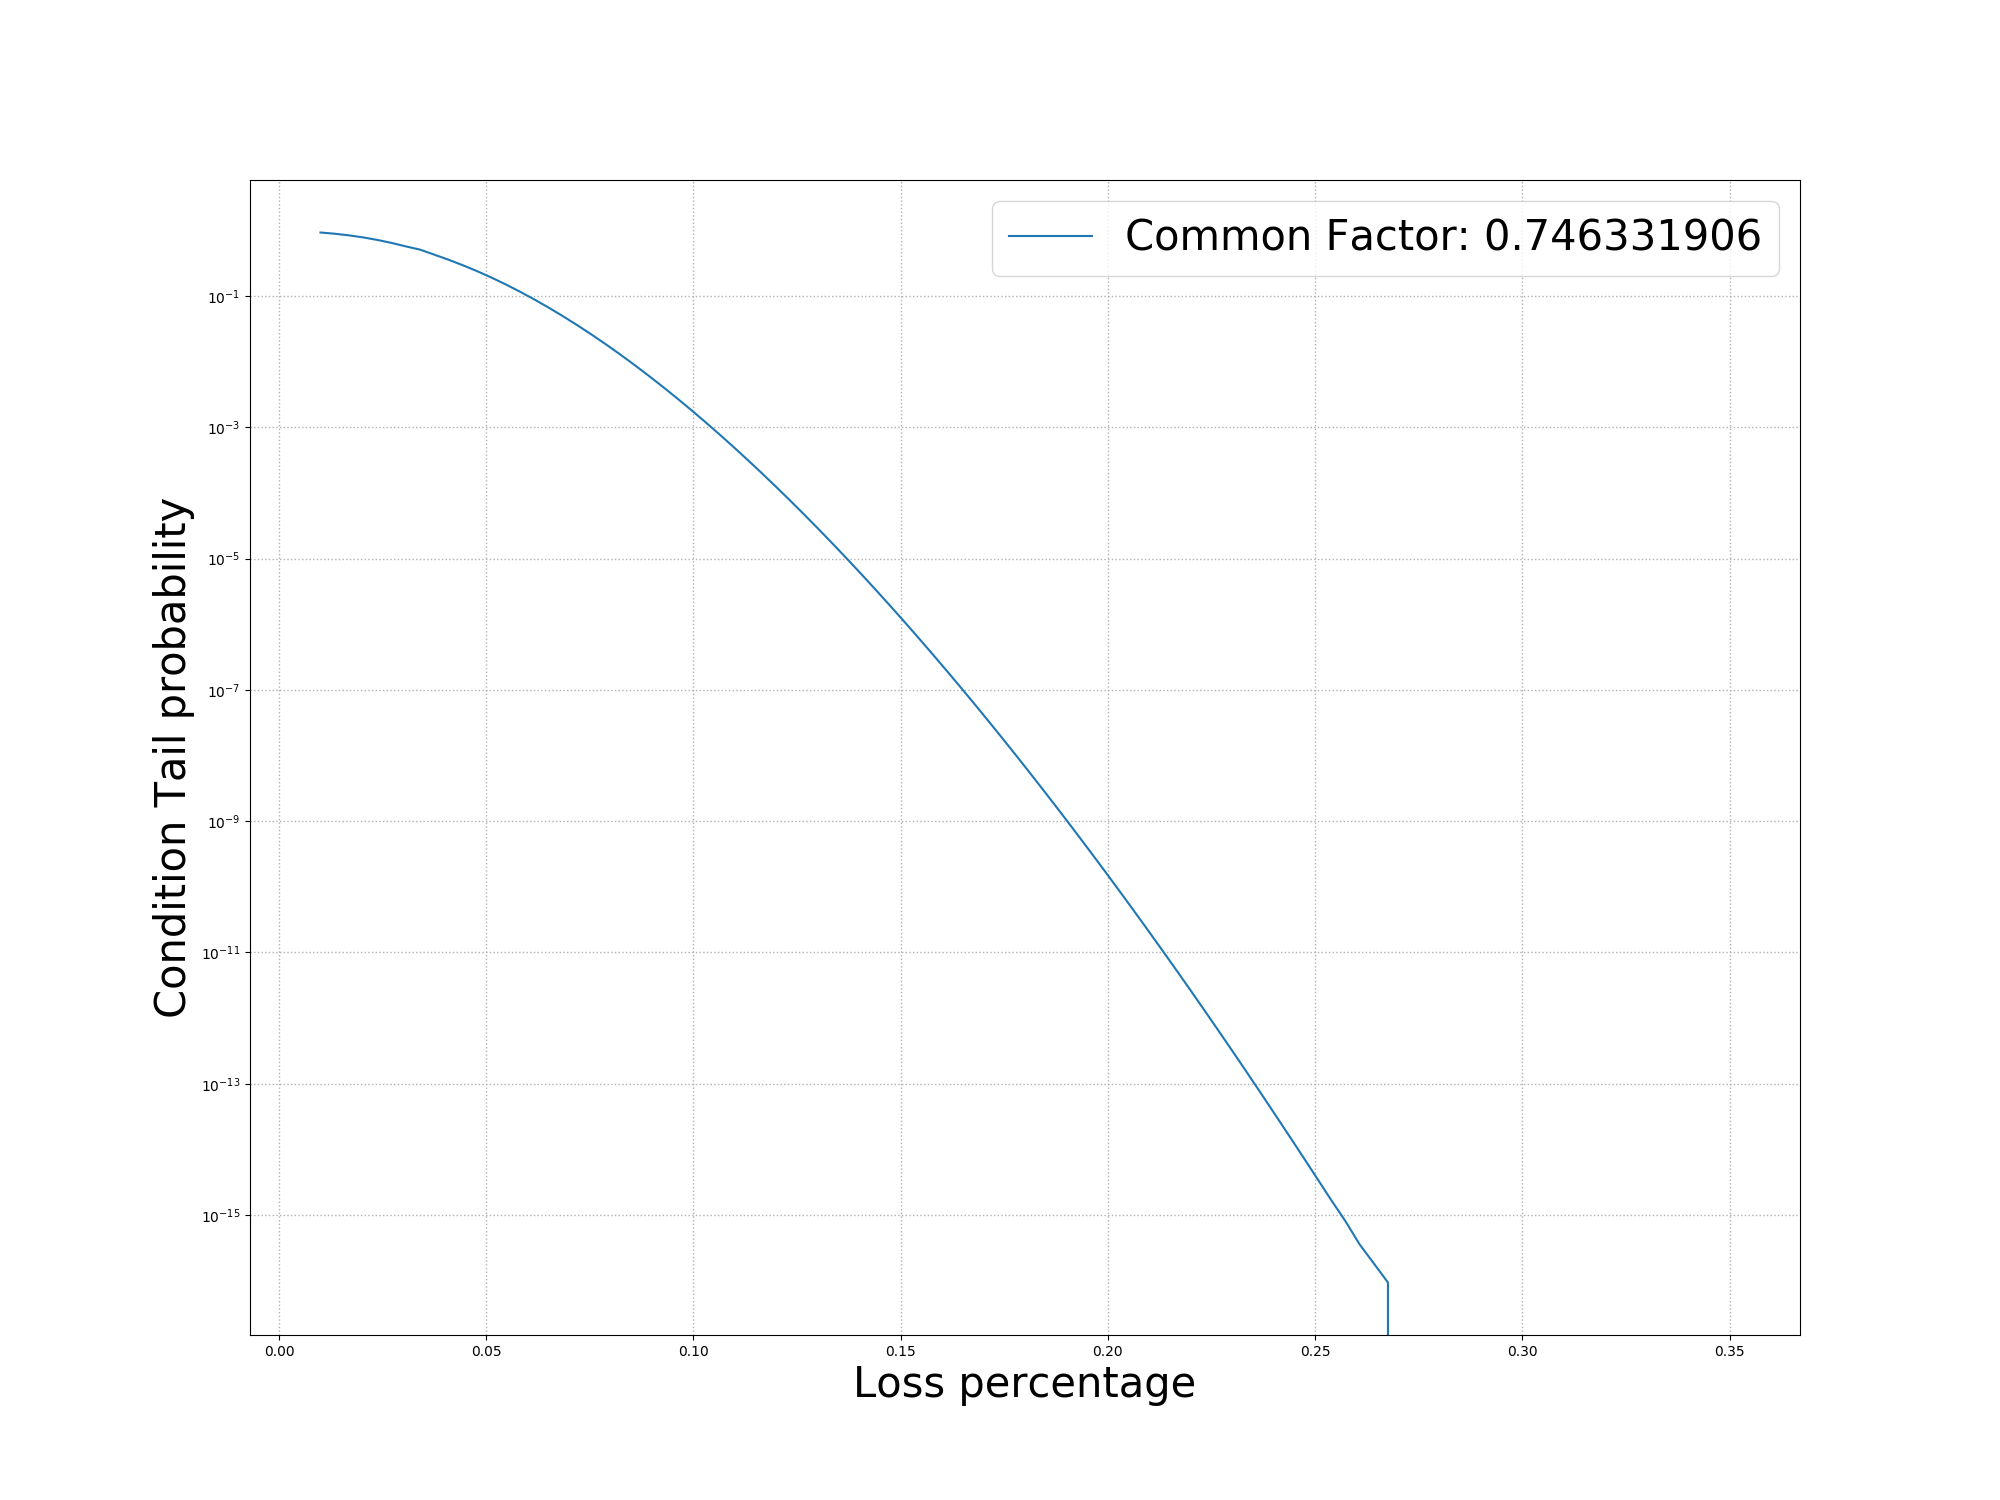 Common Factor: 0.746331906
Condition Tail probability
10⁻¹
10⁻³
10⁻⁵
10⁻⁷
10⁻⁹
10⁻¹¹
10⁻¹³
10⁻¹⁵
0.00 0.05 0.10 0.15 0.20 0.25 0.30 0.35
Loss percentage